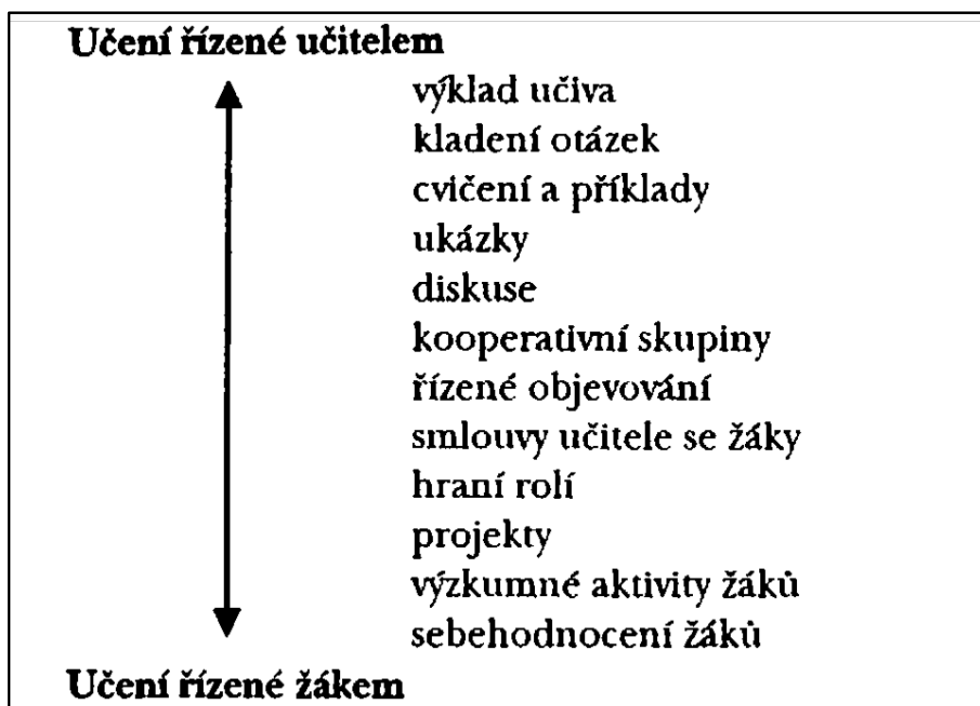 Učení řízené učitelem
výklad učiva
kladení otázek
cvičení a příklady
ukázky
diskuse
kooperativní skupiny
řízené objevování
smlouvy učitele se žáky
hraní rolí
projekty
výzkumné aktivity žáků
sebehodnocení žáků
Učení řízené žákem